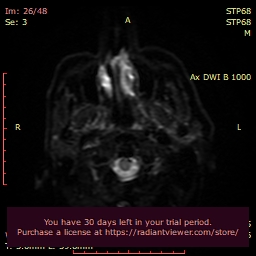 Im: 26/48
Se: 3
STP68
STP68
M
A
Ax DWI B 1000
R
L
You have 30 days left in your trial period.
Purchase a license at https://radiantviewer.com/store/